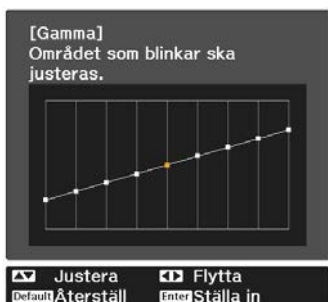 [Gamma]
Området som blinkar ska
justeras.
Justera Flytta
Default Återställ Enter Ställa in